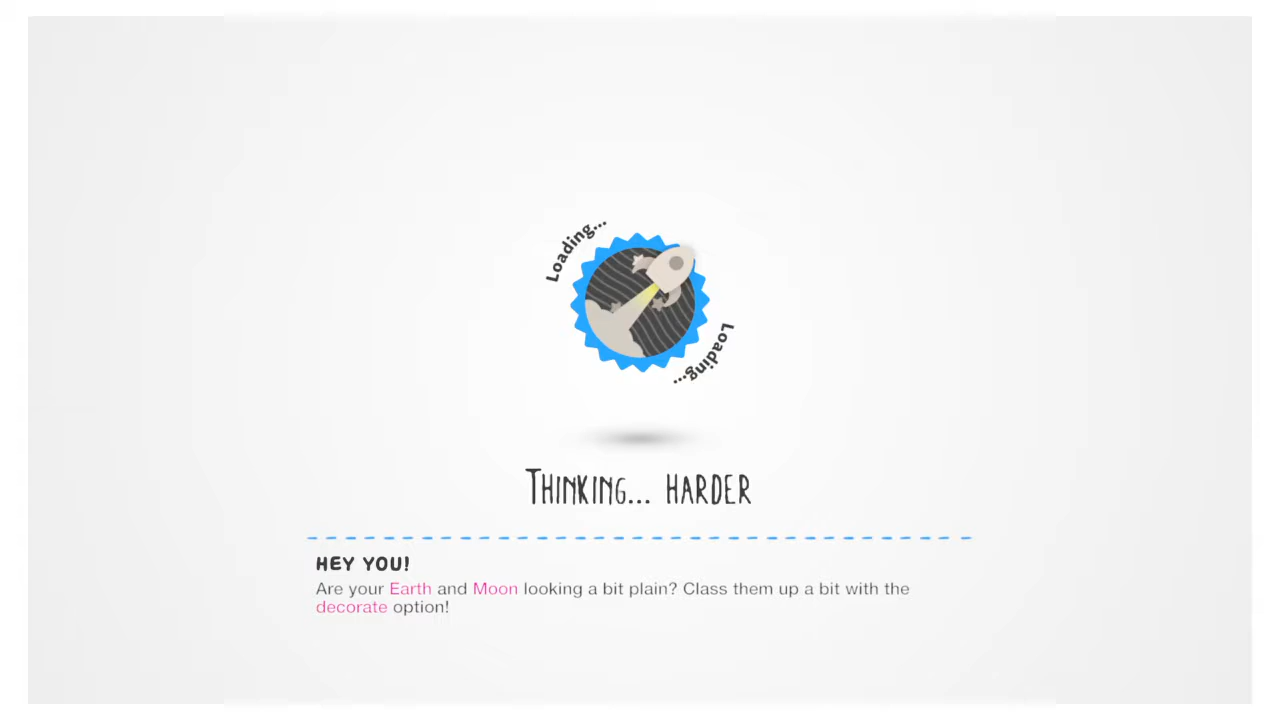 Loading...
Loading...
Thinking... harder
HEY YOU!
Are your Earth and Moon looking a bit plain? Class them up a bit with the
decorate option!